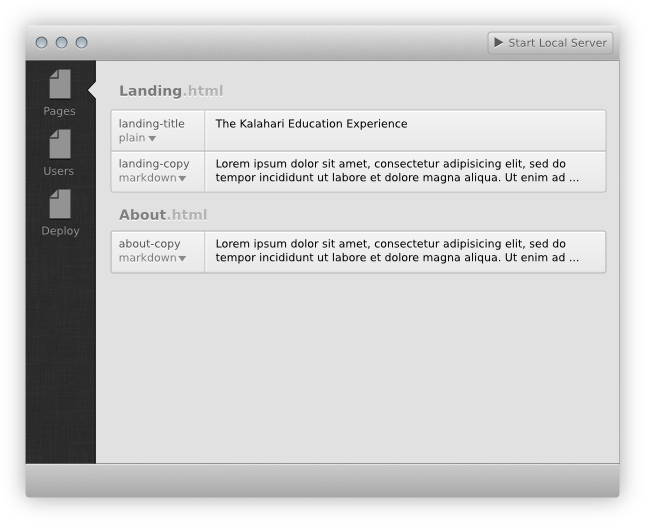 Start Local Server
Pages
Users
Deploy
Landing.html
landing-title
plain
The Kalahari Education Experience
landing-copy
markdown
Lorem ipsum dolor sit amet, consectetur adipisicing elit, sed do
tempor incididunt ut labore et dolore magna aliqua. Ut enim ad ...
About.html
about-copy
markdown
Lorem ipsum dolor sit amet, consectetur adipisicing elit, sed do
tempor incididunt ut labore et dolore magna aliqua. Ut enim ad ...